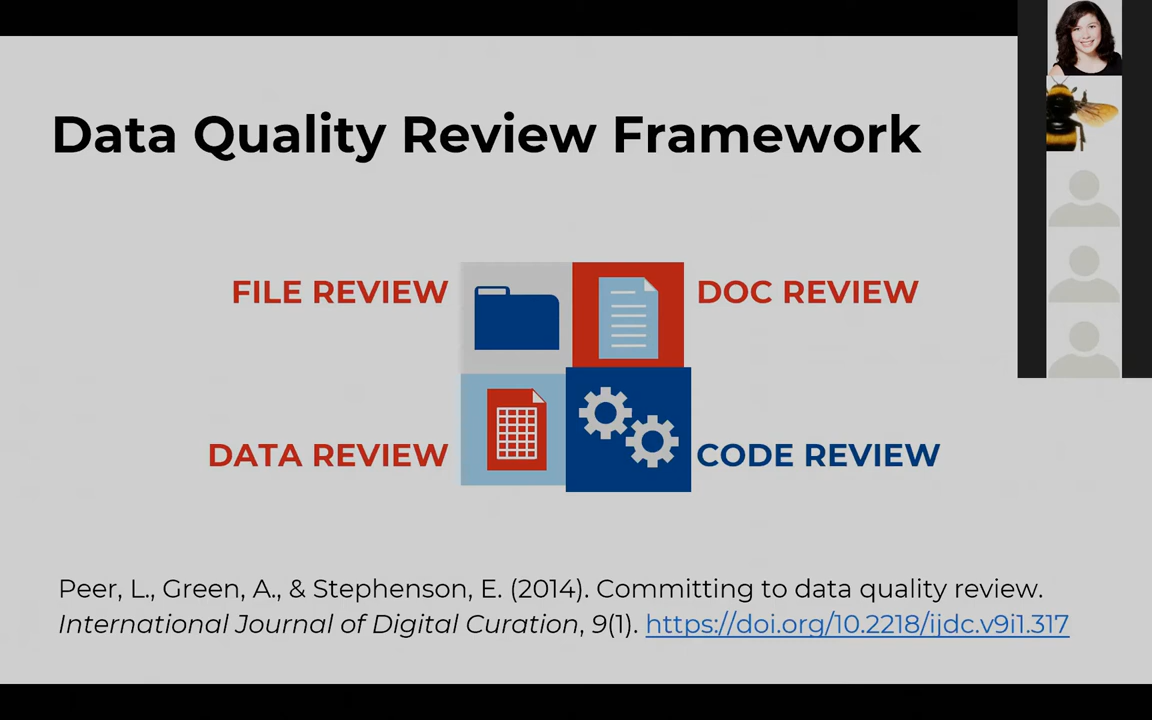 Data Quality Review Framework
FILE REVIEW
DOC REVIEW
DATA REVIEW
CODE REVIEW
Peer, L., Green, A., & Stephenson, E. (2014). Committing to data quality review.
International Journal of Digital Curation, 9(1). https://doi.org/10.2218/ijdc.v9i1.317